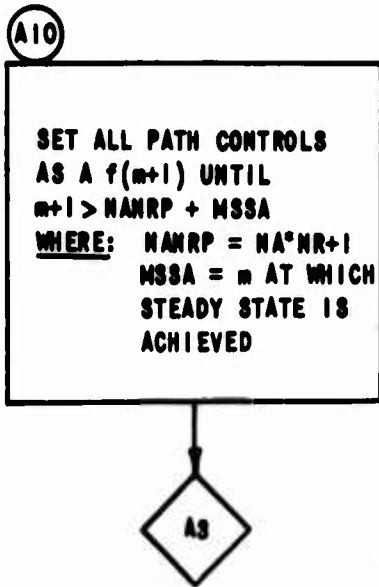 A10
SET ALL PATH CONTROLS
AS A f(m+1) UNTIL
m+1 > NANRP + MSSA
WHERE: NANRP = NA*NR+1
MSSA = m AT WHICH
STEADY STATE IS
ACHIEVED
A3